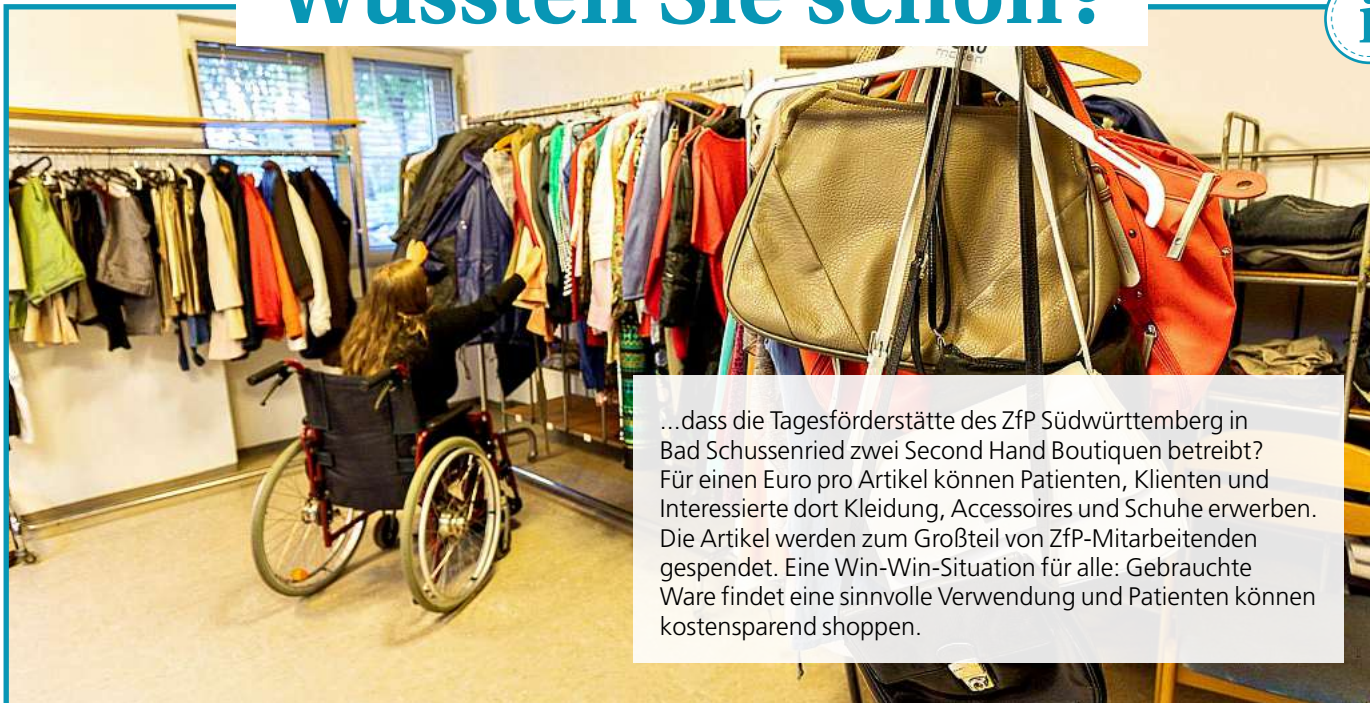 Wussten Sie schon?
i
...dass die Tagesförderstätte des ZfP Südwürttemberg in
Bad Schussenried zwei Second Hand Boutiquen betreibt?
Für einen Euro pro Artikel können Patienten, Klienten und
Interessierte dort Kleidung, Accessoires und Schuhe erwerben.
Die Artikel werden zum Großteil von ZfP-Mitarbeitenden
gespendet. Eine Win-Win-Situation für alle: Gebrauchte
Ware findet eine sinnvolle Verwendung und Patienten können
kostensparend shoppen.